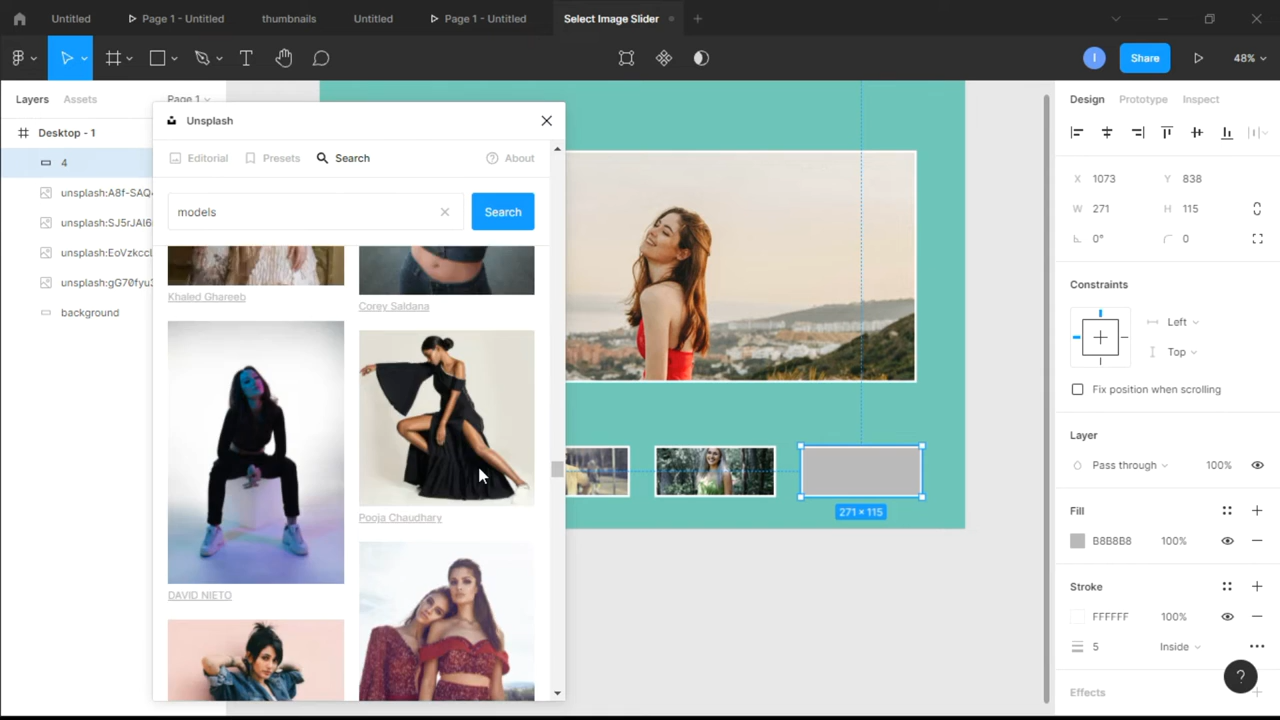 Untitled
Page 1 - Untitled
thumbnails
Untitled
Page 1 - Untitled
Select Image Slider
I
Share
48%
Layers
Assets
Page 1
Desktop - 1
4
unsplash:A8f-SAQ
unsplash:SJ5rJAl6
unsplash:EoVzkccl
unsplash:gG70fyu
background
Unsplash
Editorial
Presets
Search
About
models
Search
Khaled Ghareeb
Corey Saldana
Pooja Chaudhary
DAVID NIETO
271 × 115
Design
Prototype
Inspect
X 1073
Y 838
W 271
H 115
0°
0
Constraints
Left
Top
Fix position when scrolling
Layer
Pass through
100%
Fill
B8B8B8
100%
Stroke
FFFFFF
100%
5
Inside
Effects
?